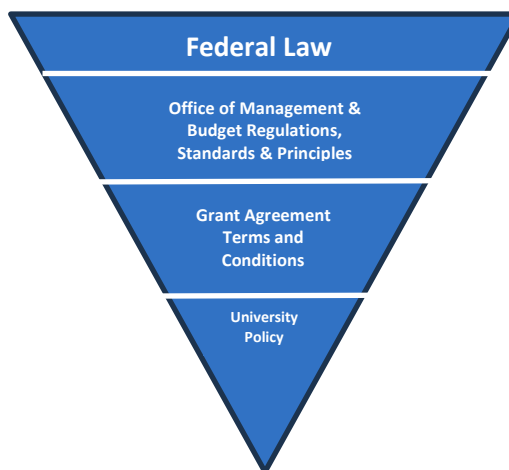 Federal Law
Office of Management &
Budget Regulations,
Standards & Principles
Grant Agreement
Terms and
Conditions
University
Policy